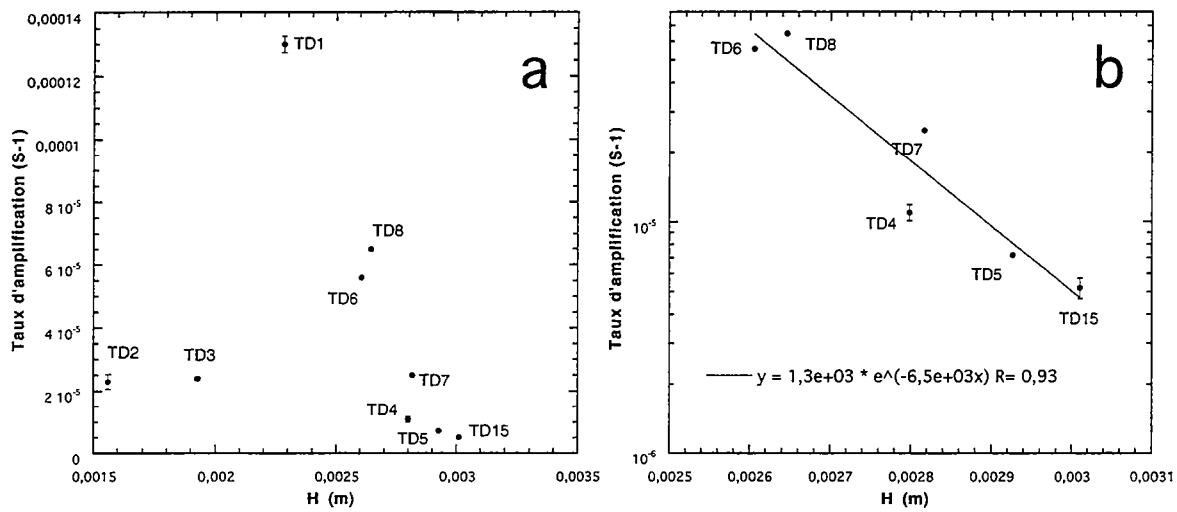 a
Taux d'amplification (S-1)
0,00014
0,00012
0,0001
8 10-5
6 10-5
4 10-5
2 10-5
0
TD1
TD8
TD6
TD2
TD3
TD7
TD4
TD5
TD15
0,0015 0,002 0,0025 0,003 0,0035
H (m)
b
Taux d'amplification (S-1)
10-5
10-6
TD6
TD8
TD7
TD4
TD5
TD15
y = 1,3e+03 * e^(-6,5e+03x) R= 0,93
0,0025 0,0026 0,0027 0,0028 0,0029 0,003 0,0031
H (m)